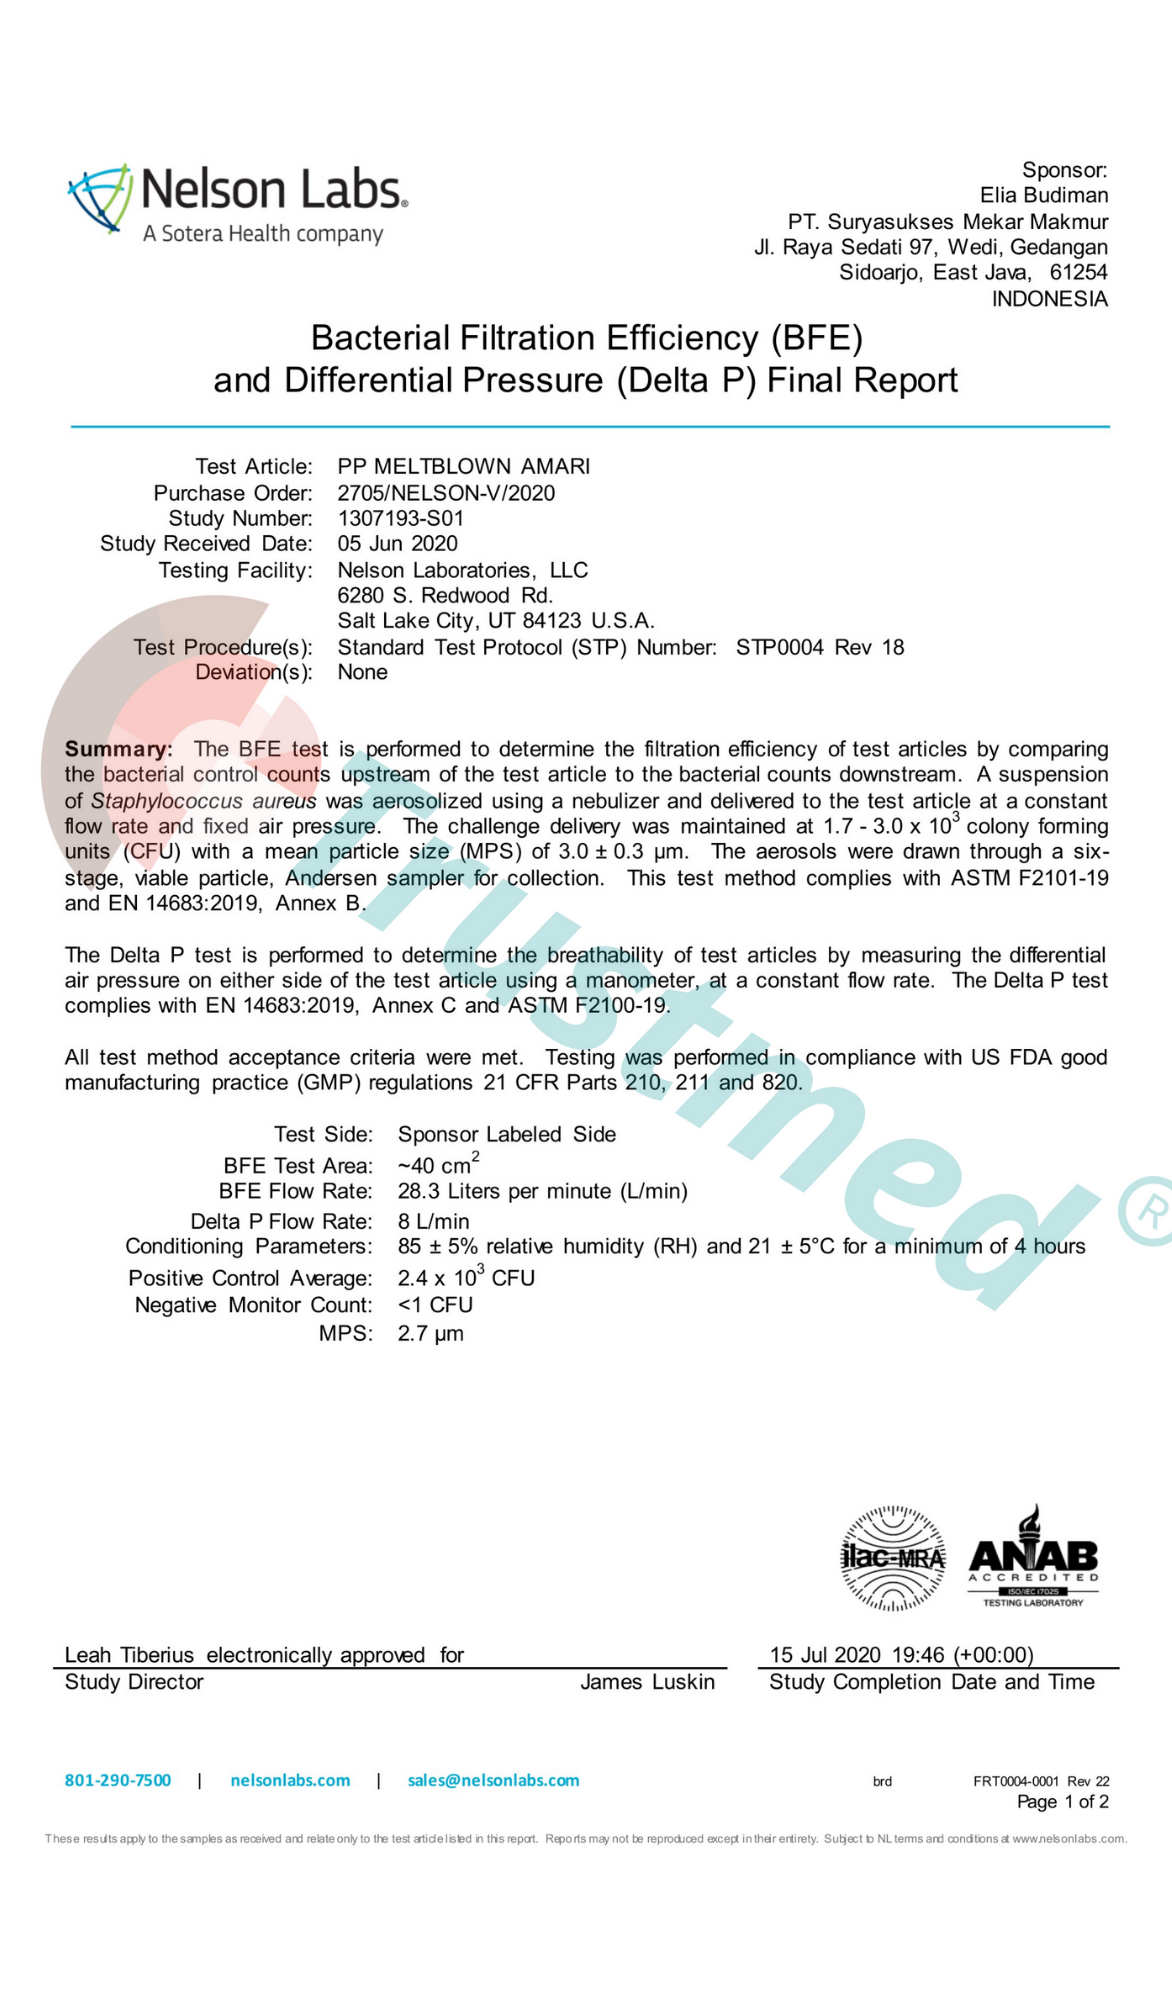 Nelson Labs®
A Sotera Health company
Sponsor:
Elia Budiman
PT. Suryasukses Mekar Makmur
Jl. Raya Sedati 97, Wedi, Gedangan
Sidoarjo, East Java, 61254
INDONESIA
Bacterial Filtration Efficiency (BFE)
and Differential Pressure (Delta P) Final Report
Test Article: PP MELTBLOWN AMARI
Purchase Order: 2705/NELSON-V/2020
Study Number: 1307193-S01
Study Received Date: 05 Jun 2020
Testing Facility: Nelson Laboratories, LLC
6280 S. Redwood Rd.
Salt Lake City, UT 84123 U.S.A.
Test Procedure(s): Standard Test Protocol (STP) Number: STP0004 Rev 18
Deviation(s): None
Summary: The BFE test is performed to determine the filtration efficiency of test articles by comparing
the bacterial control counts upstream of the test article to the bacterial counts downstream. A suspension
of Staphylococcus aureus was aerosolized using a nebulizer and delivered to the test article at a constant
flow rate and fixed air pressure. The challenge delivery was maintained at 1.7 - 3.0 x 10³ colony forming
units (CFU) with a mean particle size (MPS) of 3.0 ± 0.3 µm. The aerosols were drawn through a six-
stage, viable particle, Andersen sampler for collection. This test method complies with ASTM F2101-19
and EN 14683:2019, Annex B.
The Delta P test is performed to determine the breathability of test articles by measuring the differential
air pressure on either side of the test article using a manometer, at a constant flow rate. The Delta P test
complies with EN 14683:2019, Annex C and ASTM F2100-19.
All test method acceptance criteria were met. Testing was performed in compliance with US FDA good
manufacturing practice (GMP) regulations 21 CFR Parts 210, 211 and 820.
Test Side: Sponsor Labeled Side
BFE Test Area: ~40 cm²
BFE Flow Rate: 28.3 Liters per minute (L/min)
Delta P Flow Rate: 8 L/min
Conditioning Parameters: 85 ± 5% relative humidity (RH) and 21 ± 5°C for a minimum of 4 hours
Positive Control Average: 2.4 x 10³ CFU
Negative Monitor Count: <1 CFU
MPS: 2.7 µm
Trustmed®
ilac-MRA
ANAB
ACCREDITED
ISO/IEC 17025
TESTING LABORATORY
Leah Tiberius electronically approved for
15 Jul 2020 19:46 (+00:00)
Study Director James Luskin
Study Completion Date and Time
801-290-7500 | nelsonlabs.com | sales@nelsonlabs.com
brd FRT0004-0001 Rev 22
Page 1 of 2
These results apply to the samples as received and relate only to the test article listed in this report. Reports may not be reproduced except in their entirety. Subject to NL terms and conditions at www.nelsonlabs.com.